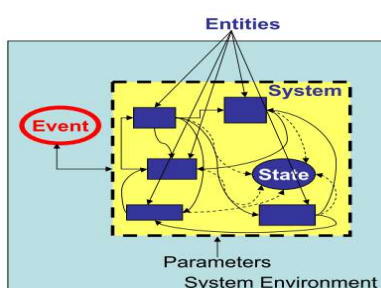 Entities
System
Event
State
Parameters
System Environment